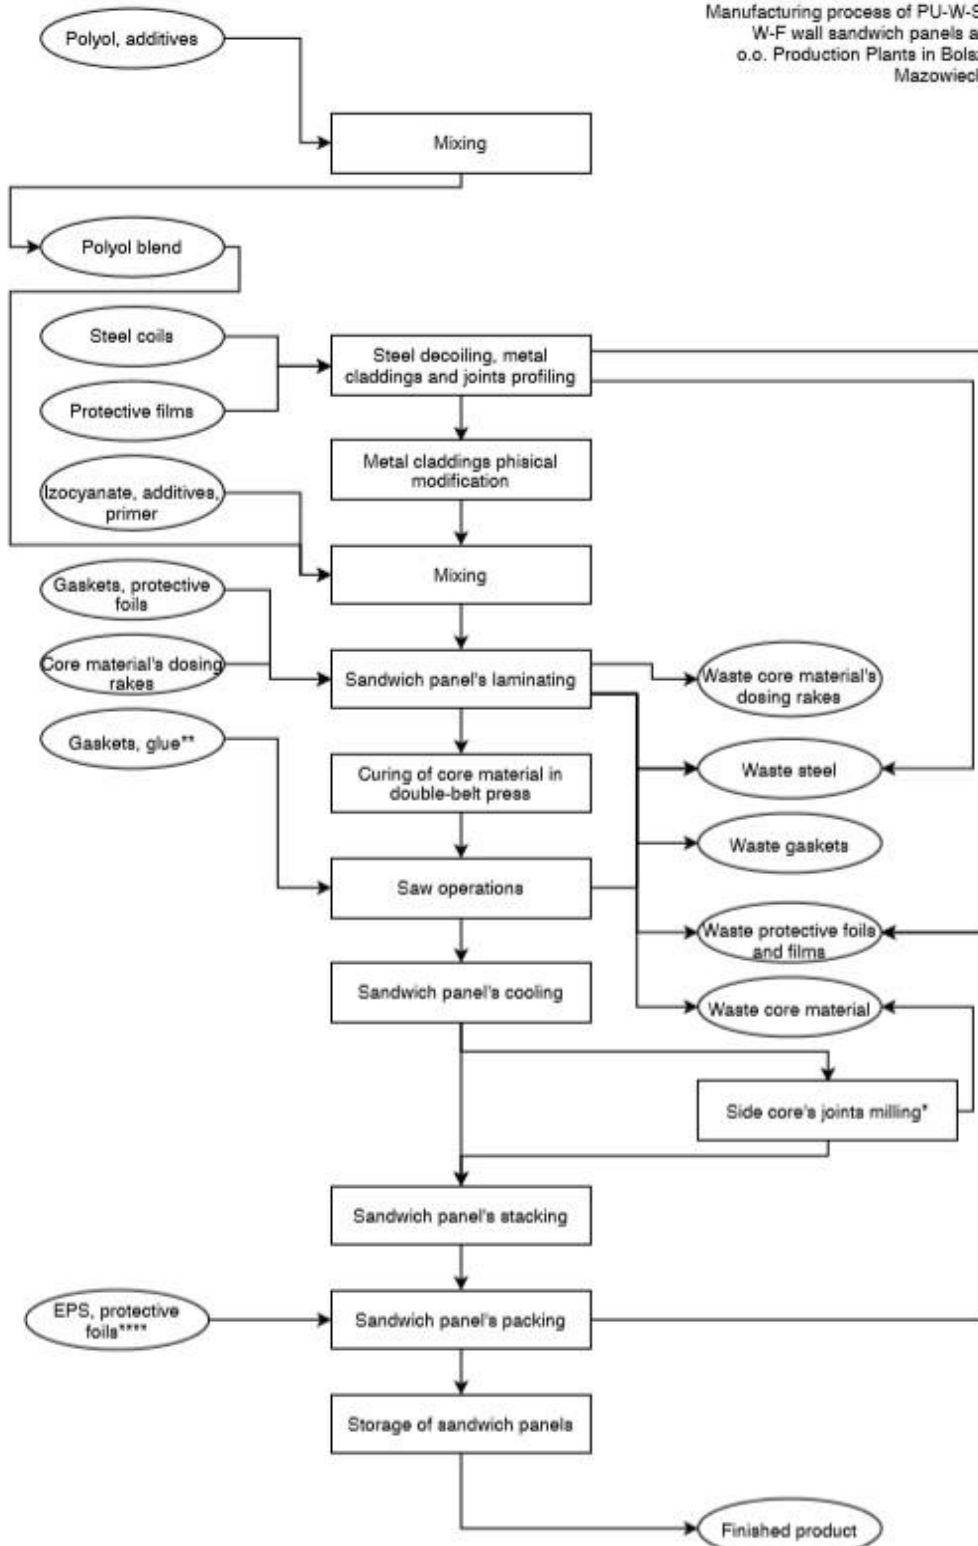 Manufacturing process of PU-W-S
W-F wall sandwich panels a
o.o. Production Plants in Bols
Mazowiec
Polyol, additives
Mixing
Polyol blend
Steel coils
Steel decoiling, metal
claddings and joints profiling
Protective films
Metal claddings phisical
modification
Izocyanate, additives,
primer
Mixing
Gaskets, protective
foils
Core material's dosing
rakes
Sandwich panel's laminating
Waste core material's
dosing rakes
Gaskets, glue**
Curing of core material in
double-belt press
Waste steel
Waste gaskets
Saw operations
Waste protective foils
and films
Sandwich panel's cooling
Waste core material
Side core's joints milling*
Sandwich panel's stacking
EPS, protective
foils****
Sandwich panel's packing
Storage of sandwich panels
Finished product